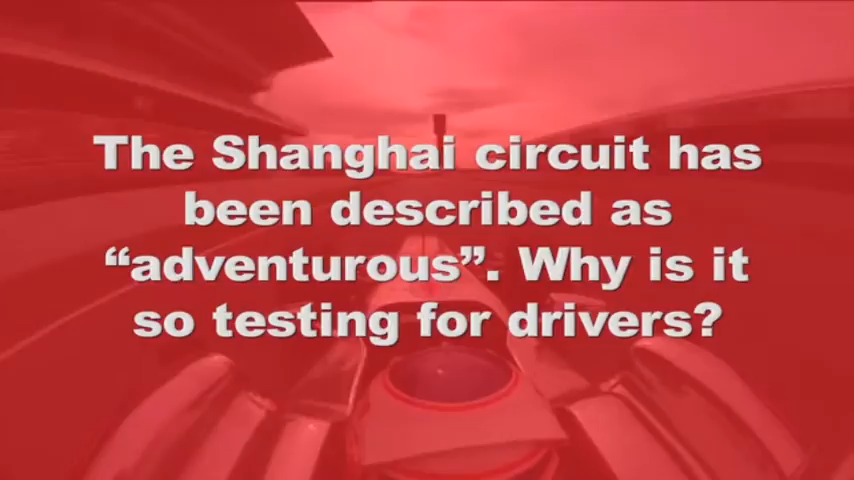 The Shanghai circuit has
been described as
“adventurous”. Why is it
so testing for drivers?